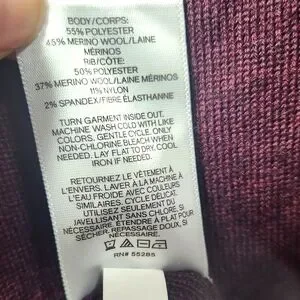 BODY/CORPS:
55% POLYESTER
45% MERINO WOOL/LAINE
MÉRINOS
RIB/CÔTE:
50% POLYESTER
37% MERINO WOOL/LAINE MÉRINOS
11% NYLON
2% SPANDEX/FIBRE ÉLASTHANNE
TURN GARMENT INSIDE OUT.
MACHINE WASH COLD WITH LIKE
COLORS, GENTLE CYCLE. ONLY
NON-CHLORINE BLEACH WHEN
NEEDED. LAY FLAT TO DRY, COOL
IRON IF NEEDED.
RETOURNEZ LE VÊTEMENT À
L'ENVERS. LAVER À LA MACHINE À
L'EAU FROIDE AVEC COULEURS
SIMILAIRES. CYCLE DÉLICAT.
UTILISEZ SEULEMENT DU
JAVELLISANT SANS CHLORE, SI
NÉCESSAIRE. ÉTENDRE À PLAT POUR
SÉCHER. REPASSAGE DOUX, SI
NÉCESSAIRE.
RN# 55285